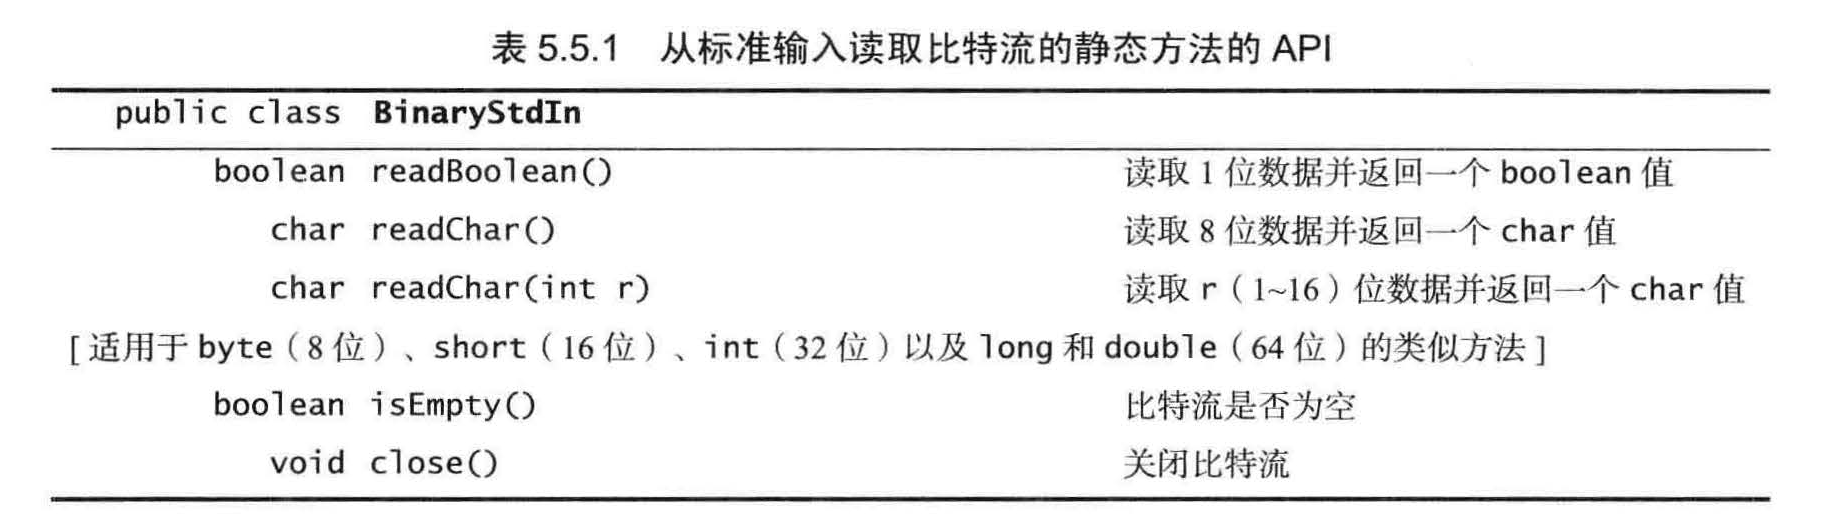 表 5.5.1 从标准输入读取比特流的静态方法的 API
public class BinaryStdIn
boolean readBoolean() 读取 1 位数据并返回一个 boolean 值
char readChar() 读取 8 位数据并返回一个 char 值
char readChar(int r) 读取 r（1~16）位数据并返回一个 char 值
[ 适用于 byte（8 位）、short（16 位）、int（32 位）以及 long 和 double（64 位）的类似方法 ]
boolean isEmpty() 比特流是否为空
void close() 关闭比特流